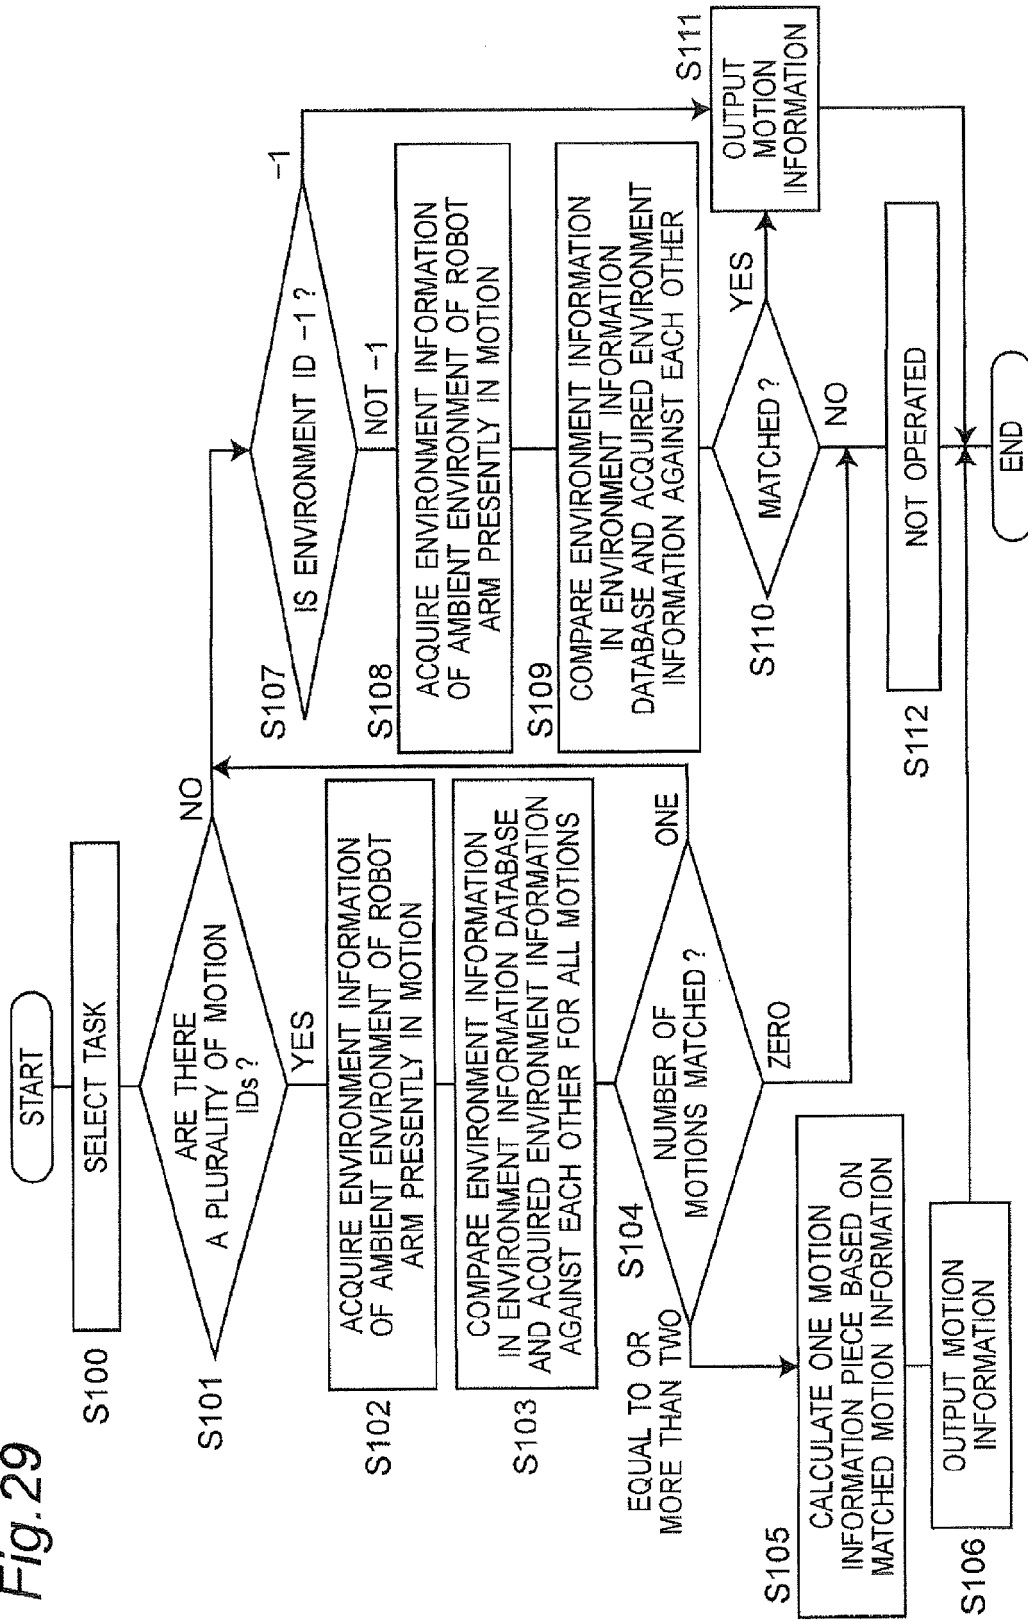 Fig.29
START
S100
SELECT TASK
S101
ARE THERE
A PLURALITY OF MOTION
IDs?
NO
YES
S102
ACQUIRE ENVIRONMENT INFORMATION
OF AMBIENT ENVIRONMENT OF ROBOT
ARM PRESENTLY IN MOTION
S103
COMPARE ENVIRONMENT INFORMATION
IN ENVIRONMENT INFORMATION DATABASE
AND ACQUIRED ENVIRONMENT INFORMATION
AGAINST EACH OTHER FOR ALL MOTIONS
S104
NUMBER OF
MOTIONS MATCHED?
ONE
ZERO
EQUAL TO OR
MORE THAN TWO
S105
CALCULATE ONE MOTION
INFORMATION PIECE BASED ON
MATCHED MOTION INFORMATION
S106
OUTPUT MOTION
INFORMATION
S107
IS ENVIRONMENT ID -1?
-1
NOT -1
S108
ACQUIRE ENVIRONMENT INFORMATION
OF AMBIENT ENVIRONMENT OF ROBOT
ARM PRESENTLY IN MOTION
S109
COMPARE ENVIRONMENT INFORMATION
IN ENVIRONMENT INFORMATION
DATABASE AND ACQUIRED ENVIRONMENT
INFORMATION AGAINST EACH OTHER
S110
MATCHED?
YES
NO
S111
OUTPUT
MOTION
INFORMATION
S112
NOT OPERATED
END